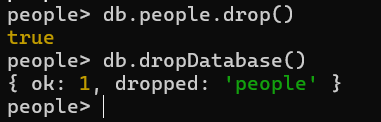 people> db.people.drop()
true
people> db.dropDatabase()
{ ok: 1, dropped: 'people' }
people>